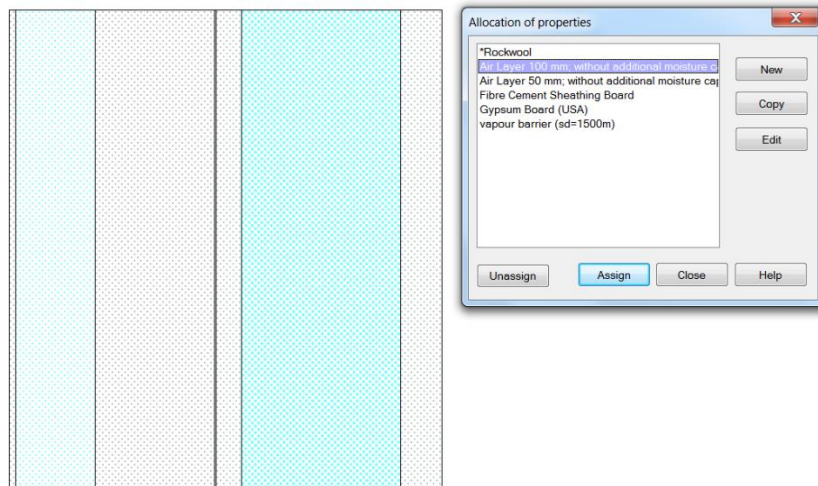 Allocation of properties
*Rockwool
Air Layer 100 mm; without additional moisture c
Air Layer 50 mm; without additional moisture cap
Fibre Cement Sheathing Board
Gypsum Board (USA)
vapour barrier (sd=1500m)
New
Copy
Edit
Unassign
Assign
Close
Help